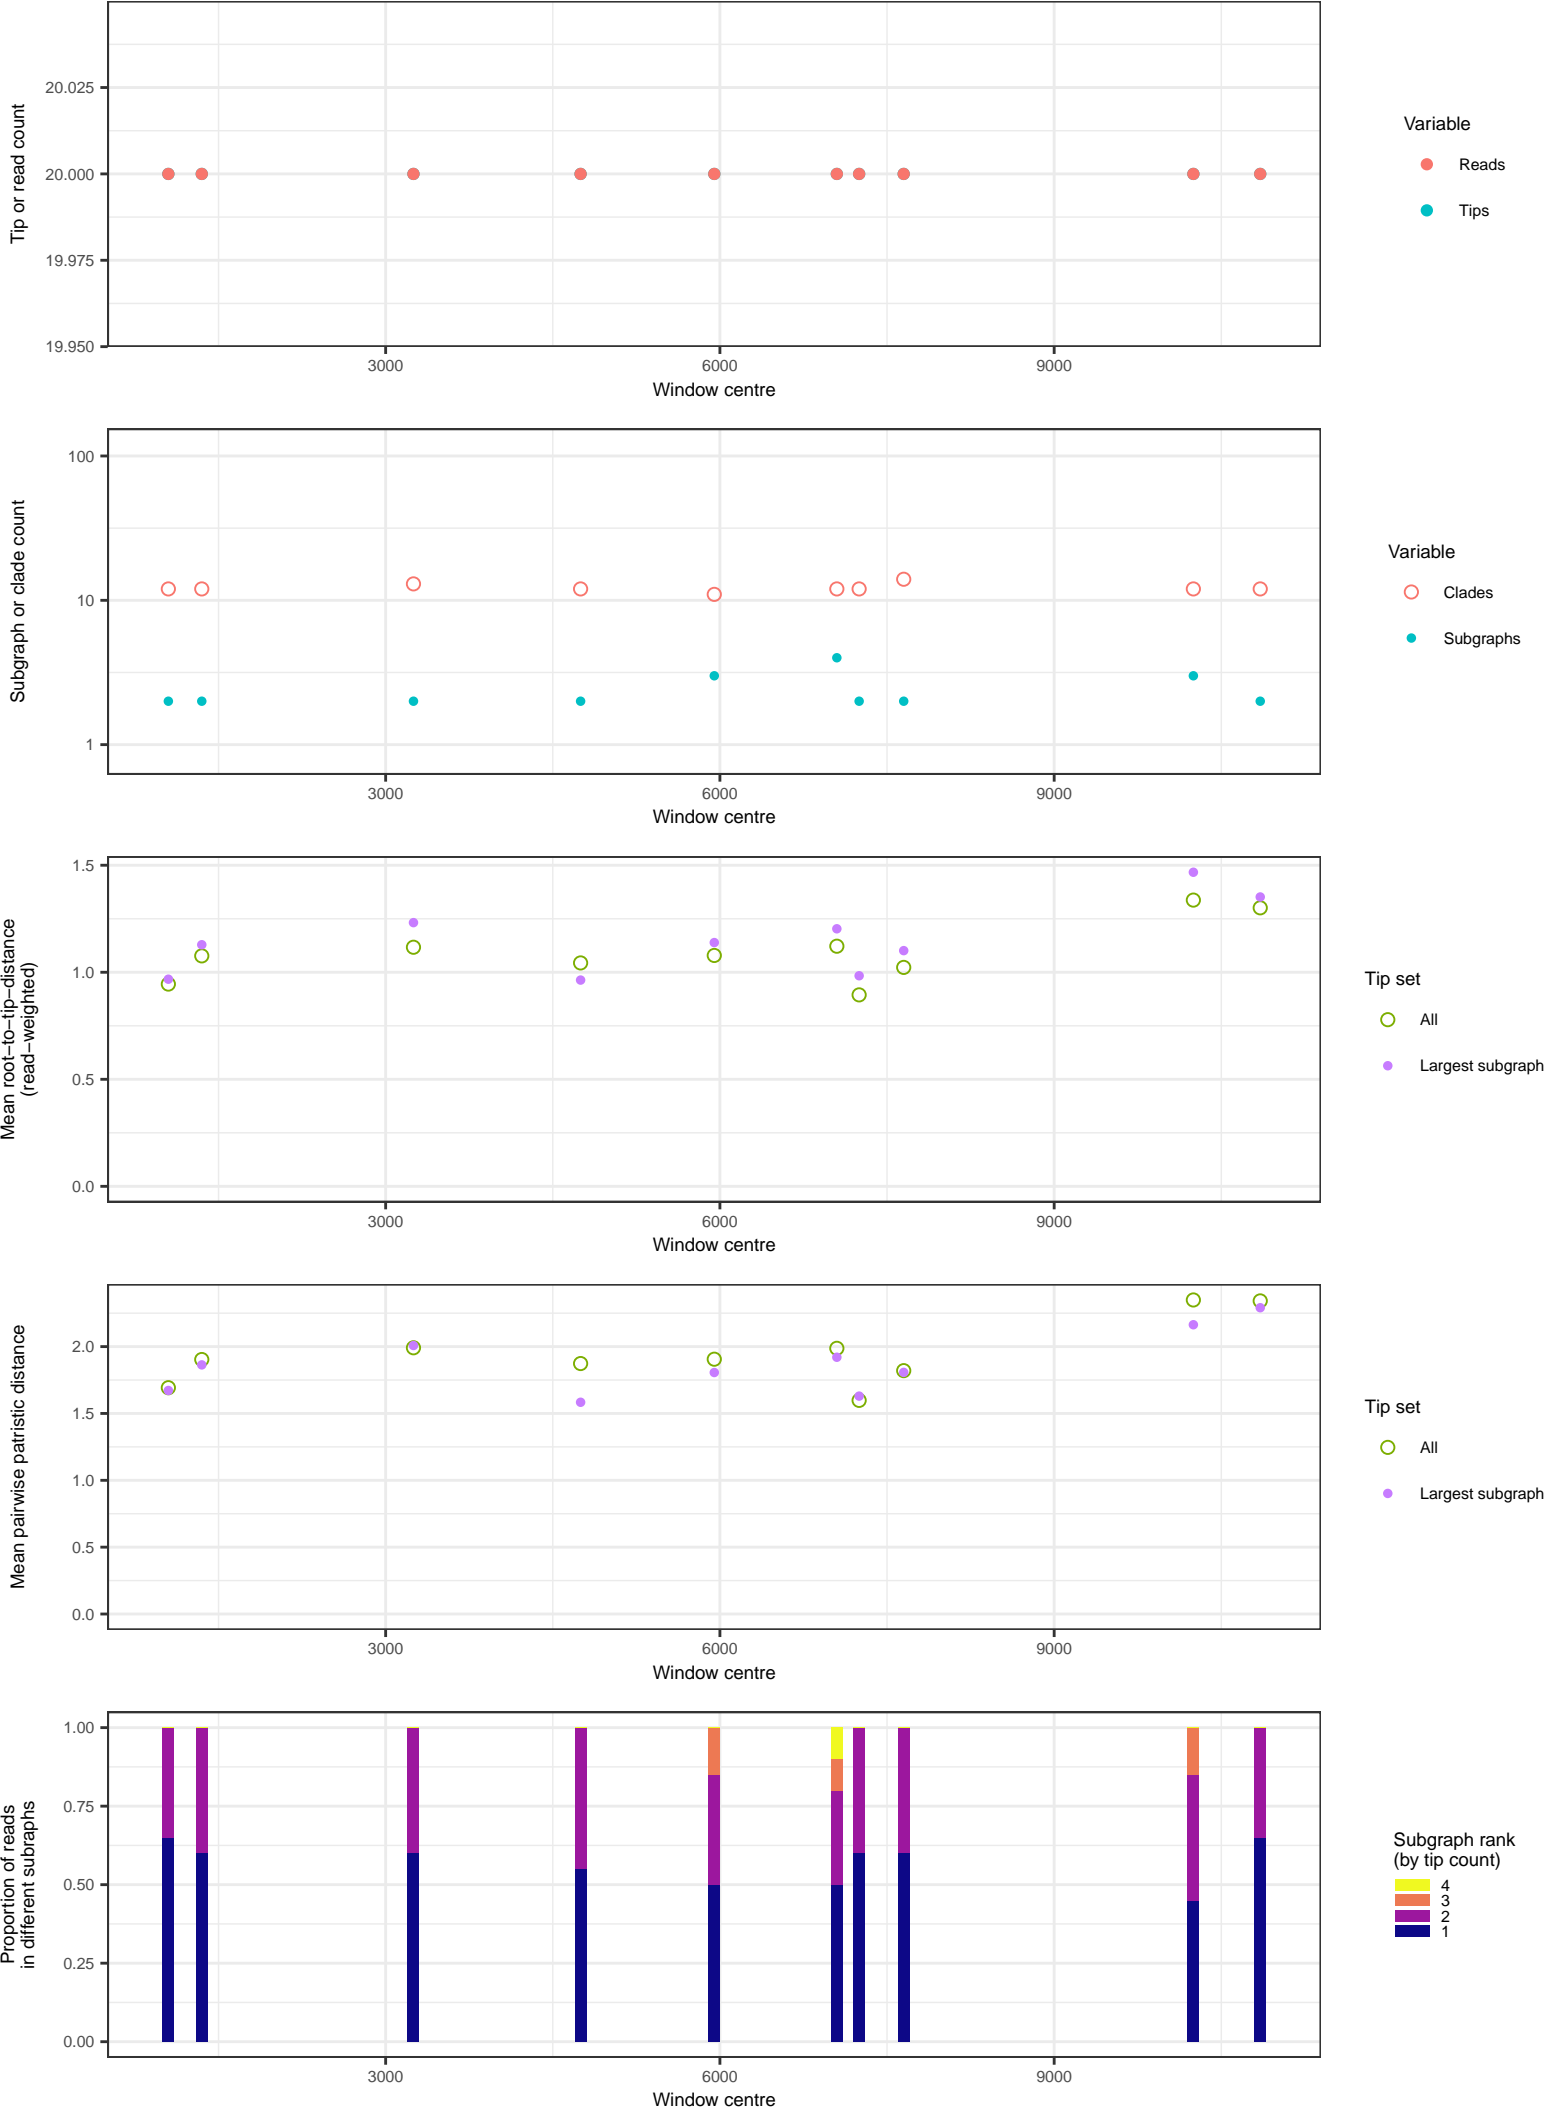 Tip or read count
20.025
20.000
19.975
19.950
3000 6000 9000
Window centre
Variable
Reads
Tips
Subgraph or clade count
100
10
1
3000 6000 9000
Window centre
Variable
Clades
Subgraphs
Mean root−to−tip−distance
(read−weighted)
1.5
1.0
0.5
0.0
3000 6000 9000
Window centre
Tip set
All
Largest subgraph
Mean pairwise patristic distance
2.0
1.5
1.0
0.5
0.0
3000 6000 9000
Window centre
Tip set
All
Largest subgraph
Proportion of reads
in different subraphs
1.00
0.75
0.50
0.25
0.00
3000 6000 9000
Window centre
Subgraph rank
(by tip count)
4
3
2
1